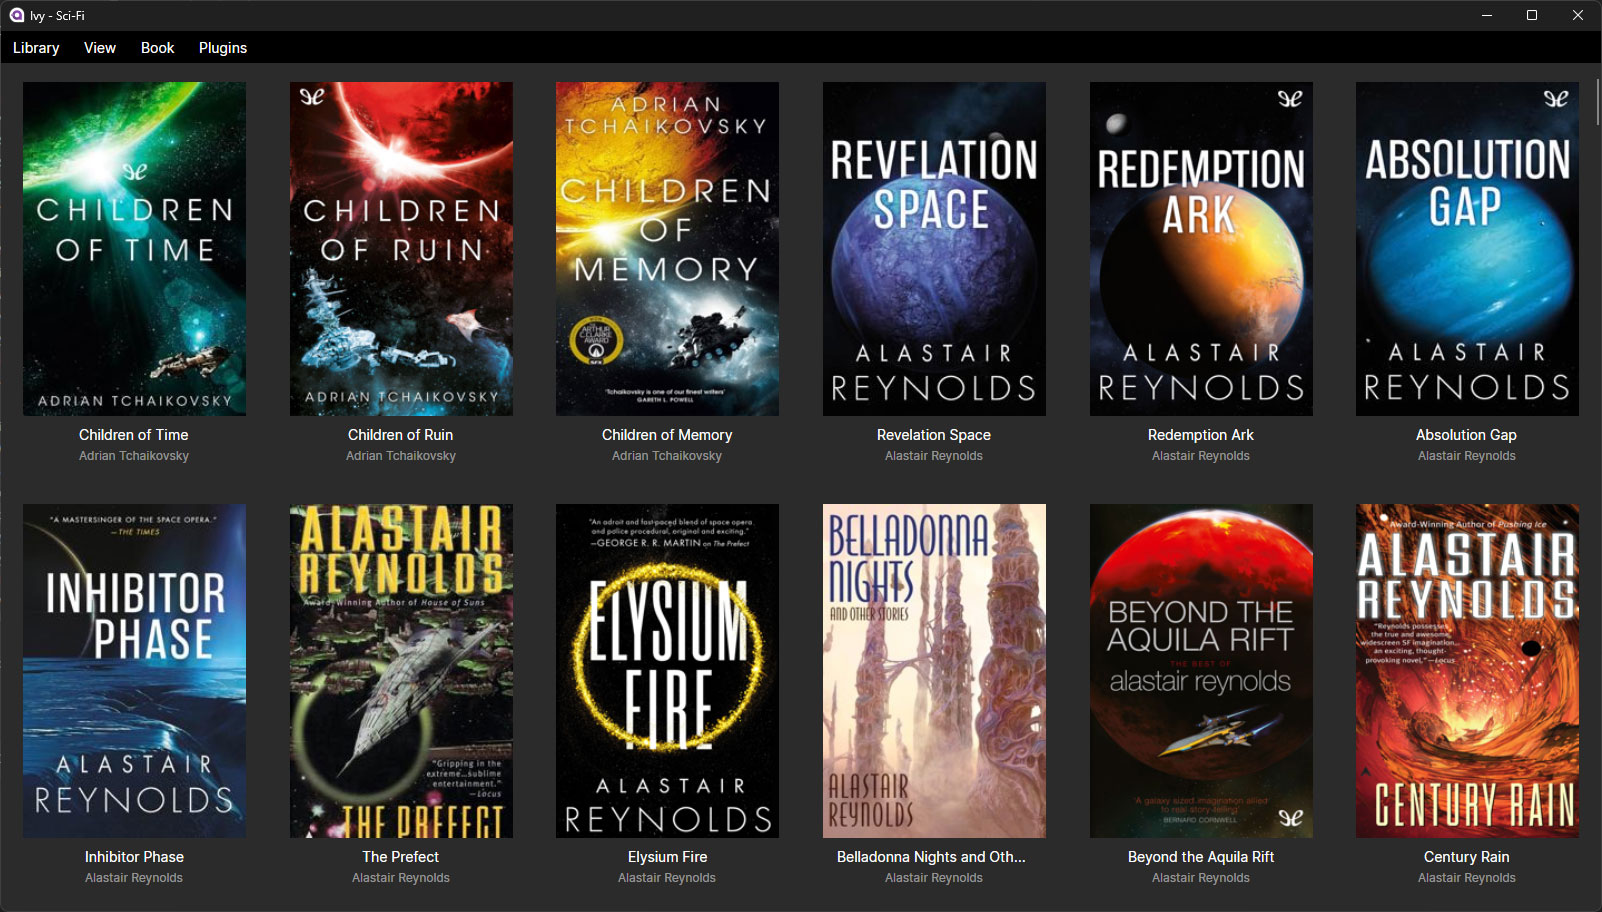 Ivy - Sci-Fi
Library View Book Plugins
CHILDREN
OF TIME
ADRIAN TCHAIKOVSKY
Children of Time
Adrian Tchaikovsky
CHILDREN
OF RUIN
ADRIAN TCHAIKOVSKY
Children of Ruin
Adrian Tchaikovsky
ADRIAN
TCHAIKOVSKY
CHILDREN
OF
MEMORY
ARTHUR
C. CLARKE
AWARD
'Tchaikovsky is one of our finest writers'
GARETH L. POWELL
Children of Memory
Adrian Tchaikovsky
REVELATION
SPACE
ALASTAIR
REYNOLDS
Revelation Space
Alastair Reynolds
REDEMPTION
ARK
ALASTAIR
REYNOLDS
Redemption Ark
Alastair Reynolds
ABSOLUTION
GAP
ALASTAIR
REYNOLDS
Absolution Gap
Alastair Reynolds
"A MASTERSINGER OF THE SPACE OPERA."
—THE TIMES
INHIBITOR
PHASE
ALASTAIR
REYNOLDS
Inhibitor Phase
Alastair Reynolds
ALASTAIR
REYNOLDS
Award-Winning Author of House of Suns
"Gripping in the
extreme...sublime
entertainment."
—Locus
THE PREFECT
The Prefect
Alastair Reynolds
"An adroit and fast-paced blend of space opera
and police procedural, original and exciting."
—GEORGE R. R. MARTIN on The Prefect
ELYSIUM
FIRE
ALASTAIR
REYNOLDS
Elysium Fire
Alastair Reynolds
BELLADONNA
NIGHTS
AND OTHER STORIES
ALASTAIR
REYNOLDS
Belladonna Nights and Oth...
Alastair Reynolds
BEYOND THE
AQUILA RIFT
THE BEST OF
alastair reynolds
'A galaxy sized imagination allied
to real story-telling'
BERNARD CORNWELL
Beyond the Aquila Rift
Alastair Reynolds
Award-Winning Author of Pushing Ice
ALASTAIR
REYNOLDS
"Reynolds possesses
the true and awesome,
widescreen SF imagination...
an exciting, thought-
provoking novel." —Locus
CENTURY RAIN
Century Rain
Alastair Reynolds